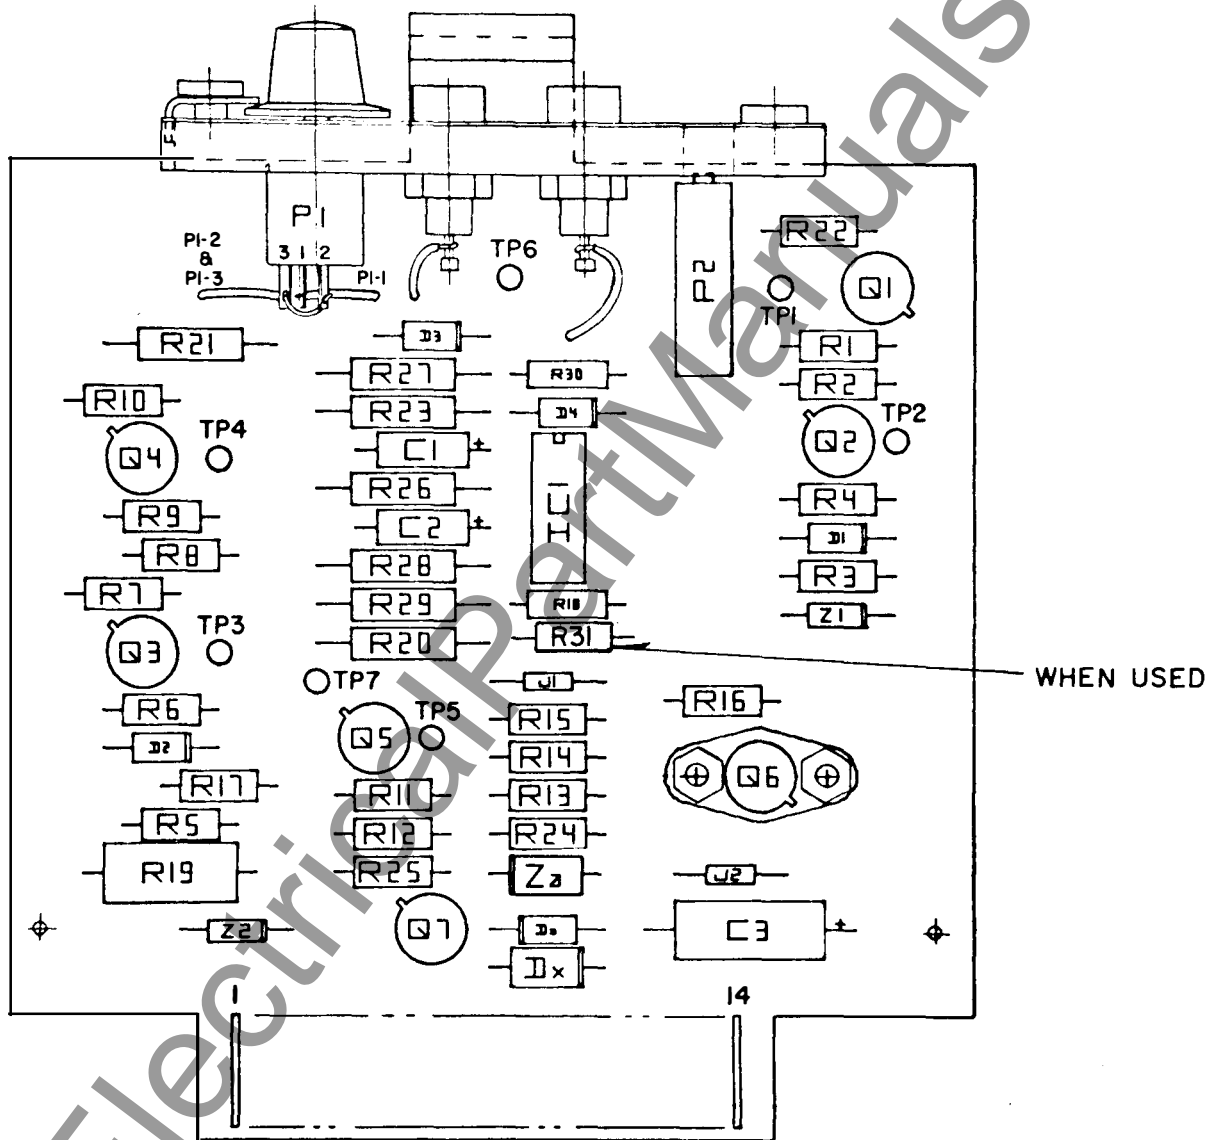 P1
3 1 2
P1-2
&
P1-3
P1-1
TP6
P2
R22
Q1
TP1
R21
D3
R1
R27
R30
R2
R10
R23
D4
TP2
Q2
TP4
Q4
C1 +
IC1
R26
R4
R9
C2 +
D1
R8
R28
R3
R7
R29
R18
Z1
TP3
Q3
R20
R31
WHEN USED
TP7
J1
R16
R6
TP5
Q5
R15
D2
R14
Q6
R17
R11
R13
R5
R12
R24
R19
R25
Za
J2
Z2
Q7
C3 +
Dx
1
14
ElectricalPartManuals